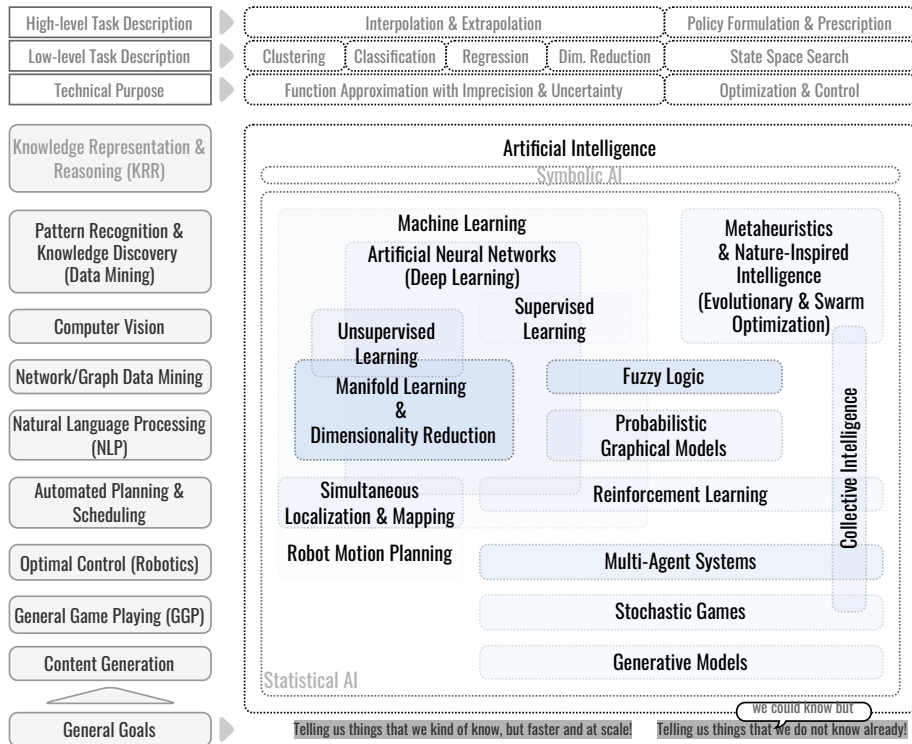 High-level Task Description
Interpolation & Extrapolation
Policy Formulation & Prescription
Low-level Task Description
Clustering
Classification
Regression
Dim. Reduction
State Space Search
Technical Purpose
Function Approximation with Imprecision & Uncertainty
Optimization & Control
Knowledge Representation &
Reasoning (KRR)
Pattern Recognition &
Knowledge Discovery
(Data Mining)
Computer Vision
Network/Graph Data Mining
Natural Language Processing
(NLP)
Automated Planning &
Scheduling
Optimal Control (Robotics)
General Game Playing (GGP)
Content Generation
General Goals
Artificial Intelligence
Symbolic AI
Machine Learning
Artificial Neural Networks
(Deep Learning)
Supervised
Learning
Unsupervised
Learning
Manifold Learning
&
Dimensionality Reduction
Metaheuristics
& Nature-Inspired
Intelligence
(Evolutionary & Swarm
Optimization)
Fuzzy Logic
Probabilistic
Graphical Models
Collective Intelligence
Simultaneous
Localization & Mapping
Reinforcement Learning
Robot Motion Planning
Multi-Agent Systems
Stochastic Games
Generative Models
Statistical AI
we could know but
Telling us things that we kind of know, but faster and at scale!
Telling us things that we do not know already!